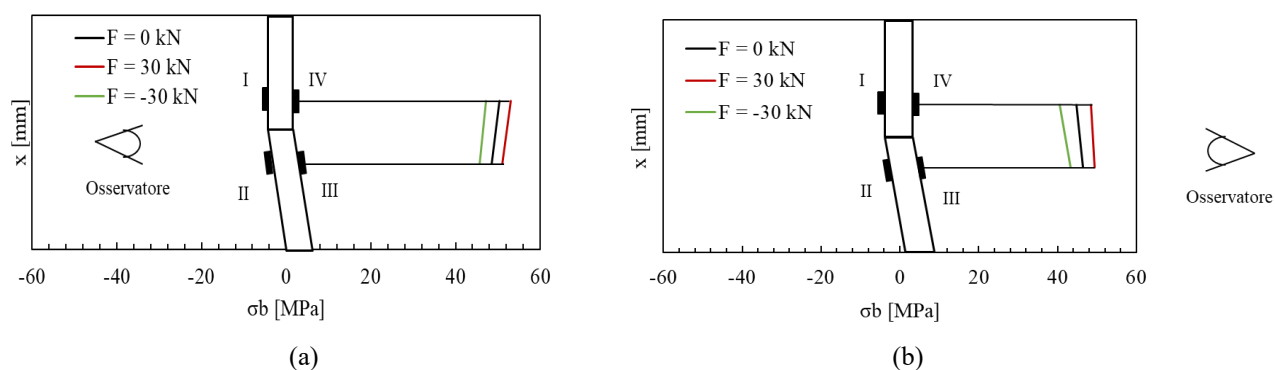 F = 0 kN
F = 30 kN
F = -30 kN
I
IV
x [mm]
Osservatore
II
III
-60
-40
-20
0
20
40
60
σb [MPa]
(a)
F = 0 kN
F = 30 kN
F = -30 kN
I
IV
x [mm]
Osservatore
II
III
-60
-40
-20
0
20
40
60
σb [MPa]
(b)